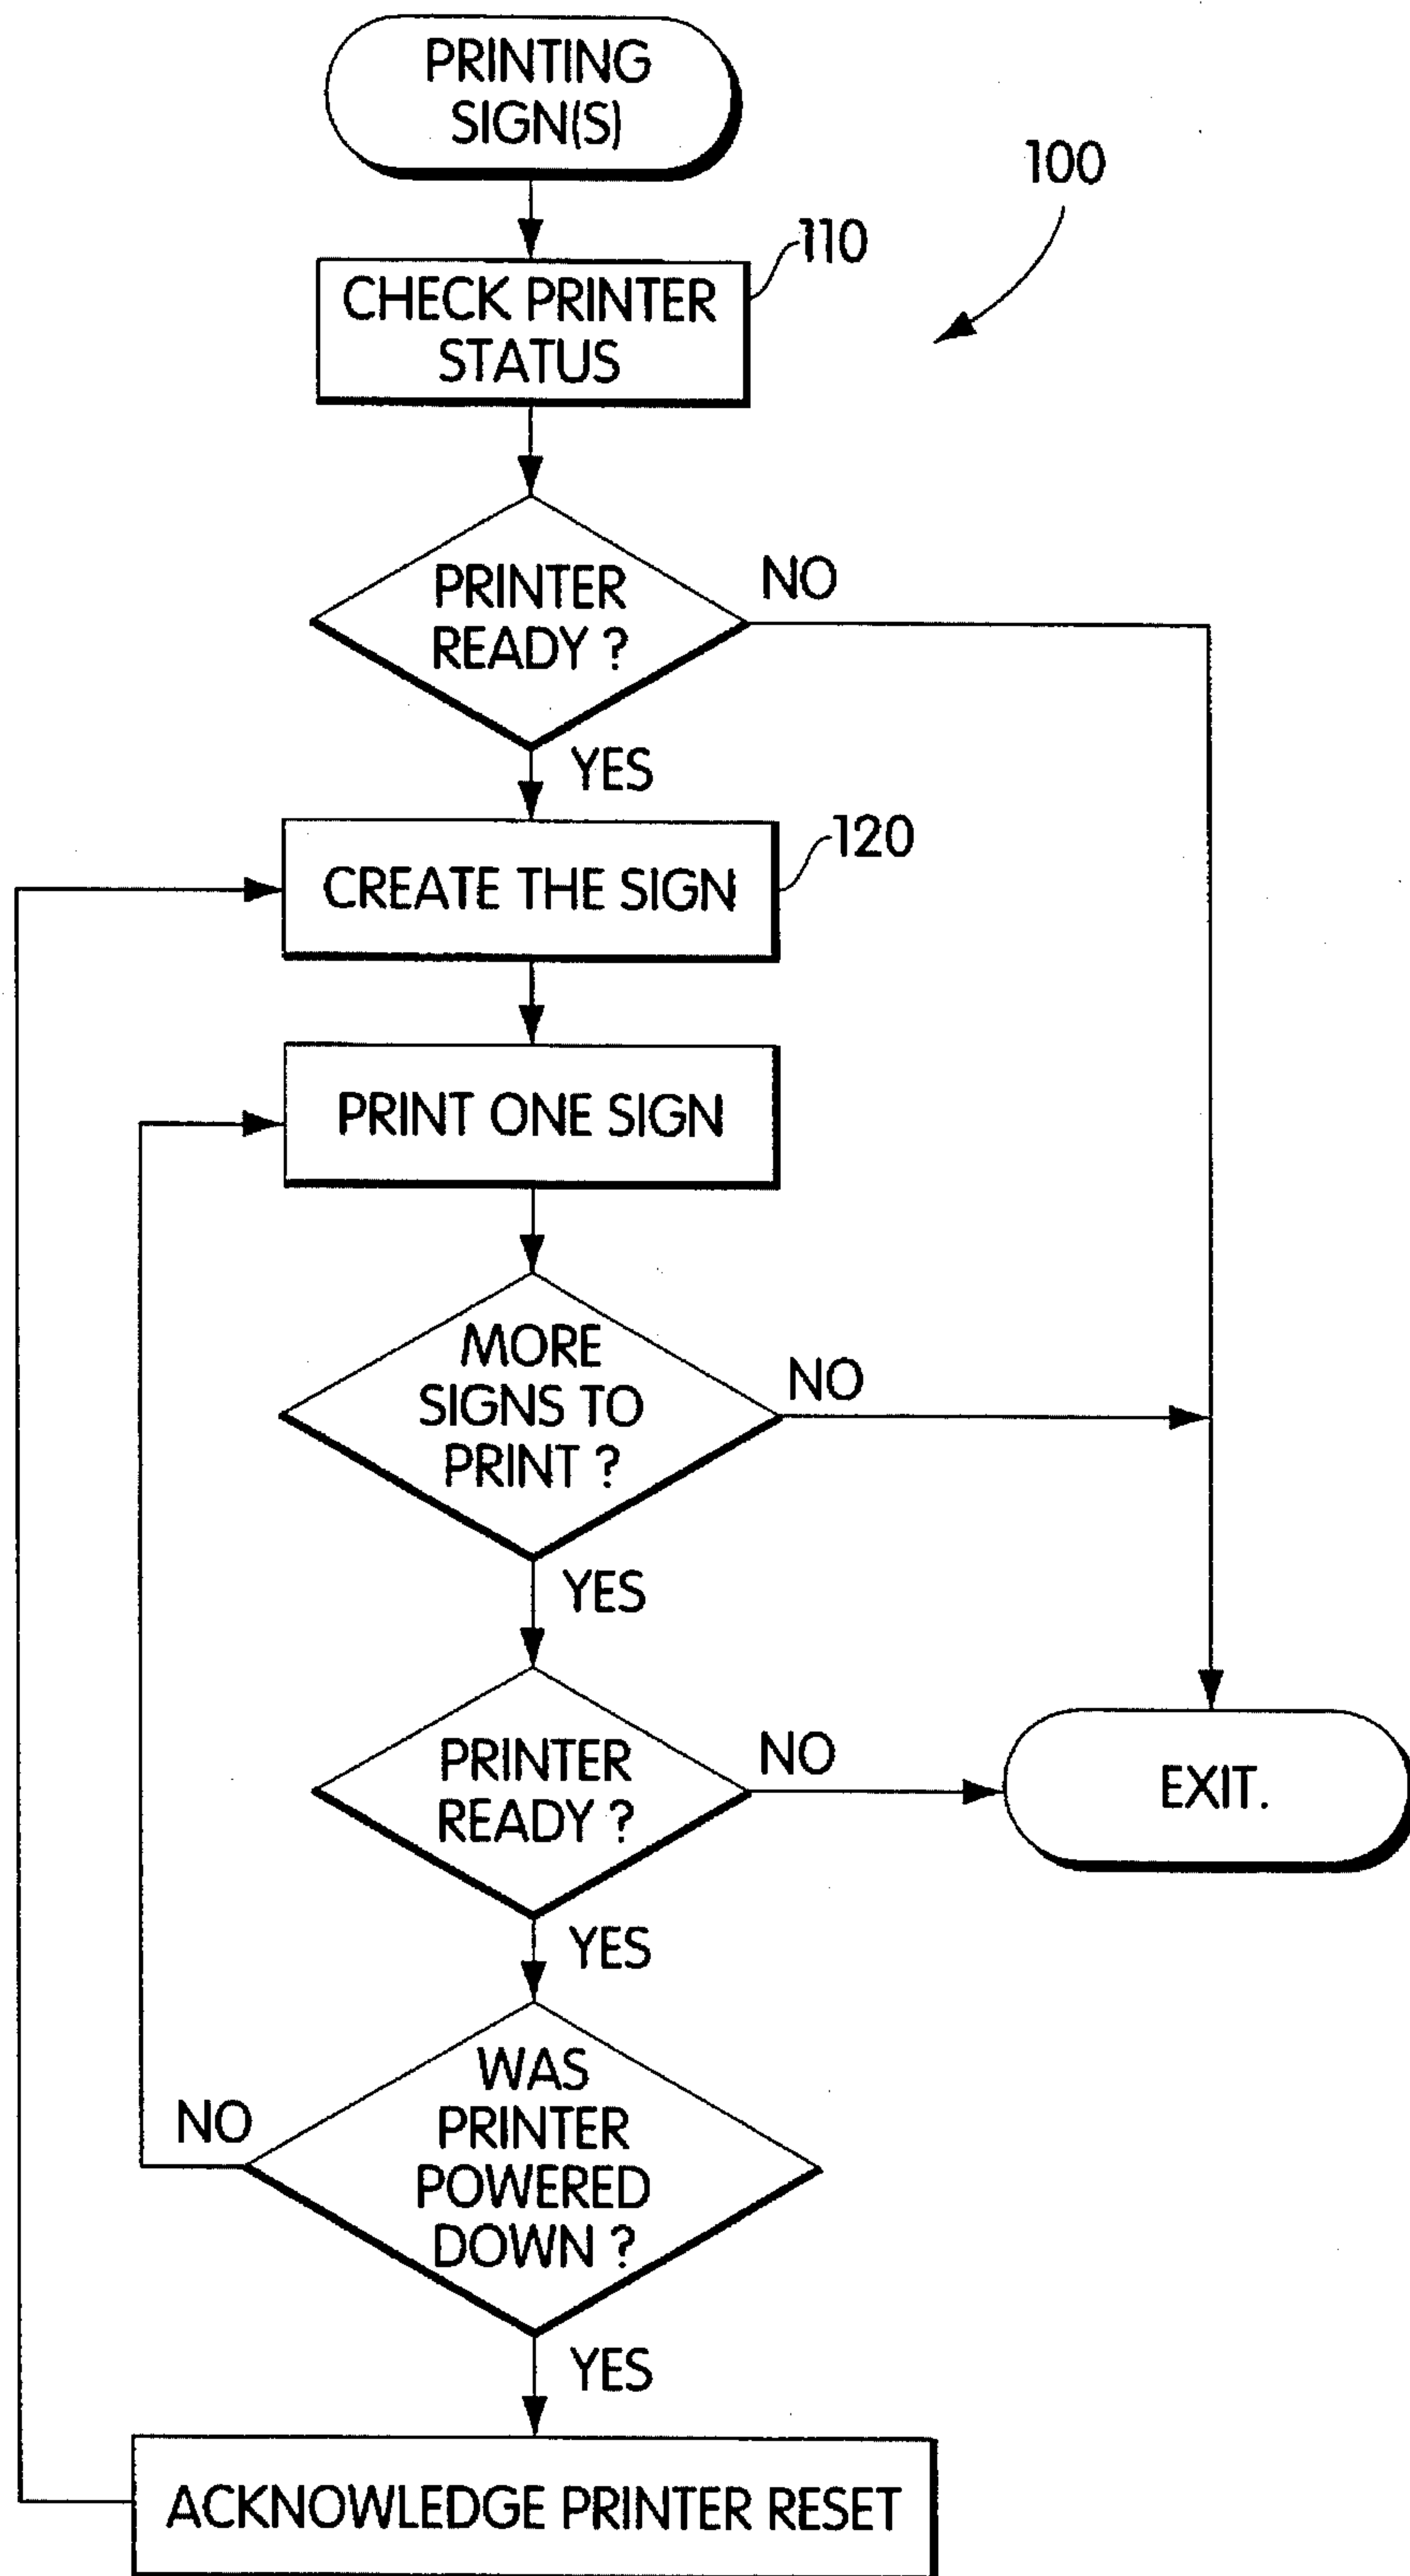 PRINTING
SIGN(S)
100
110
CHECK PRINTER
STATUS
PRINTER
READY ?
NO
YES
120
CREATE THE SIGN
PRINT ONE SIGN
MORE
SIGNS TO
PRINT ?
NO
YES
PRINTER
READY ?
NO
EXIT.
YES
WAS
PRINTER
POWERED
DOWN ?
NO
YES
ACKNOWLEDGE PRINTER RESET